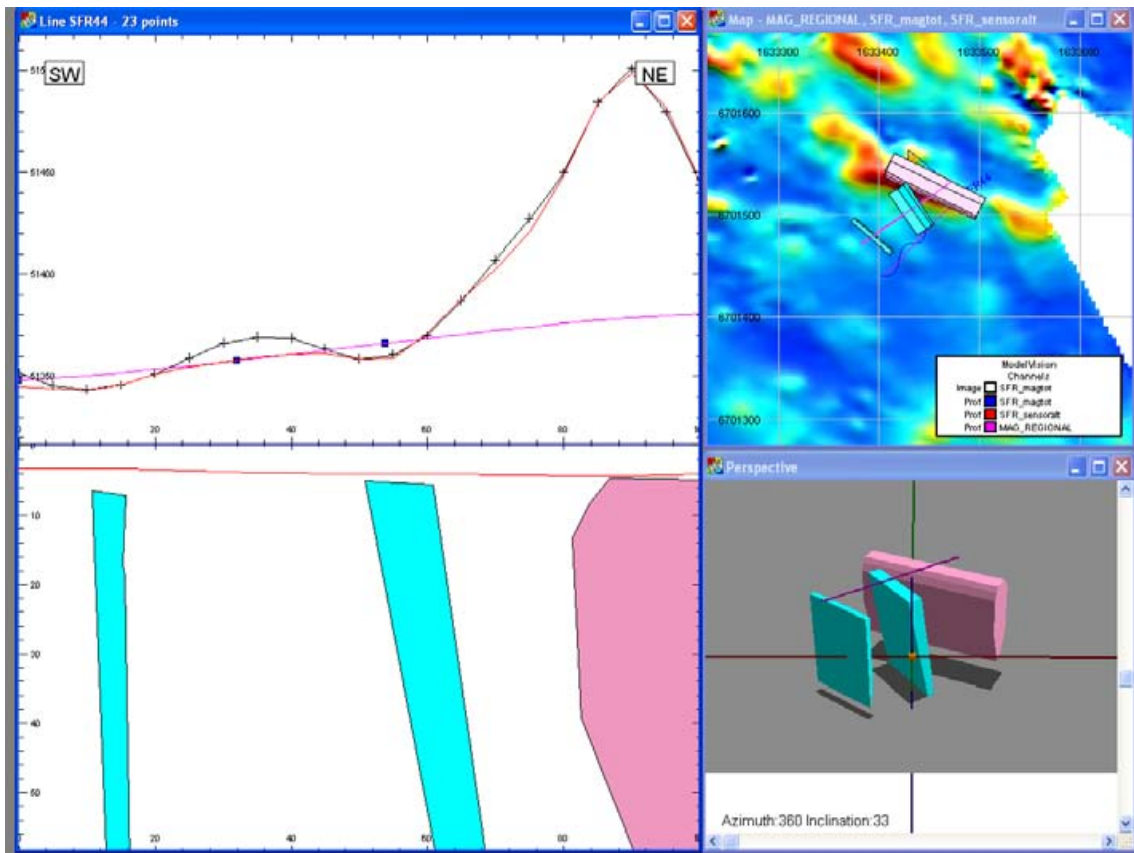 Line SFR44 - 23 points
SW
NE
51450
51400
51350
20
40
60
80
10
20
30
40
50
20
40
60
80
Map - MAG_REGIONAL, SFR_magtot, SFR_sensoralt
1633300
1633400
6701600
6701500
6701400
6701300
ModelVision
Channels
Image SFR_magtot
Prof SFR_magtot
Prof SFR_sensoralt
Prof MAG_REGIONAL
Perspective
Azimuth:360 Inclination:33